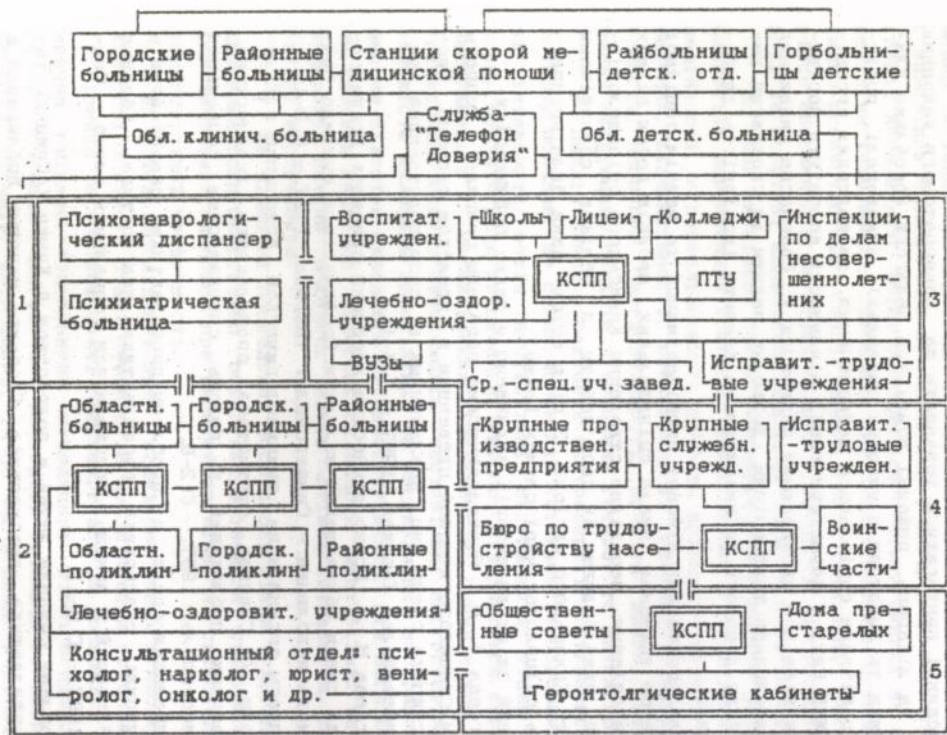 Городские
больницы
Районные
больницы
Станции скорой ме-
дицинской помощи
Райбольницы
детск. отд.
Горбольни-
цы детские
Обл. клинич. больница
Служба
"Телефон
Доверия"
Обл. детск. больница
1
Психоневрологи-
ческий диспансер
Психиатрическая
больница
3
Воспитат.
учрежден.
Школы
Лицеи
Колледжи
Инспекции
по делам
несовер-
шеннолет-
них
КСПП
ПТУ
Лечебно-оздор.
учреждения
ВУЗы
Ср.-спец. уч. завед.
Исправит.-трудо-
вые учреждения
2
Областн.
больницы
Городск.
больницы
Районные
больницы
КСПП
КСПП
КСПП
Областн.
поликлин
Городск.
поликлин
Районные
поликлин
Лечебно-оздоровит. учреждения
Консультационный отдел: пси-
холог, нарколог, юрист, вени-
ролог, онколог и др.
4
Крупные про
изводствен.
предприятия
Крупные
служебн.
учрежд.
Исправит.
-трудовые
учрежден.
Бюро по трудоу
стройству насе-
ления
КСПП
Воин-
ские
части
5
Обществен-
ные советы
КСПП
Дома пре-
старелых
Геронтолгические кабинеты